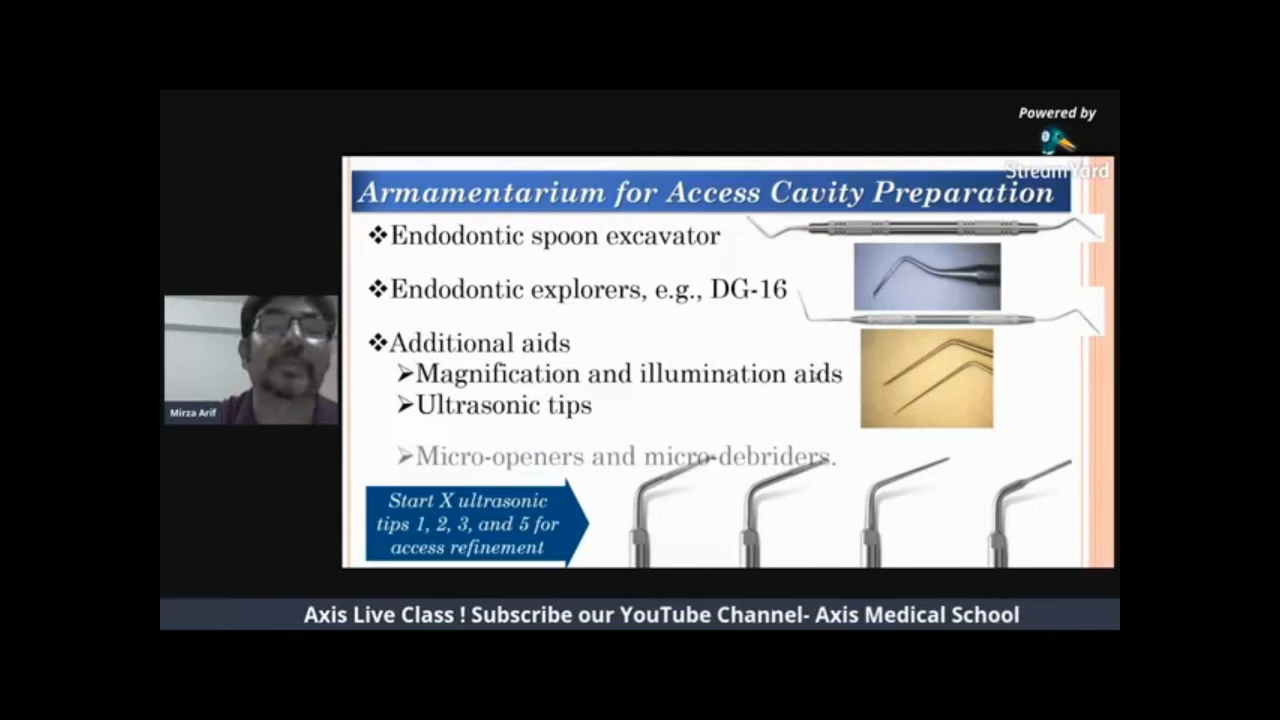 Powered by
StreamYard
Armamentarium for Access Cavity Preparation
❖Endodontic spoon excavator
❖Endodontic explorers, e.g., DG-16
❖Additional aids
➢Magnification and illumination aids
➢Ultrasonic tips
➢Micro-openers and micro-debriders.
Start X ultrasonic
tips 1, 2, 3, and 5 for
access refinement
Mirza Arif
Axis Live Class ! Subscribe our YouTube Channel- Axis Medical School